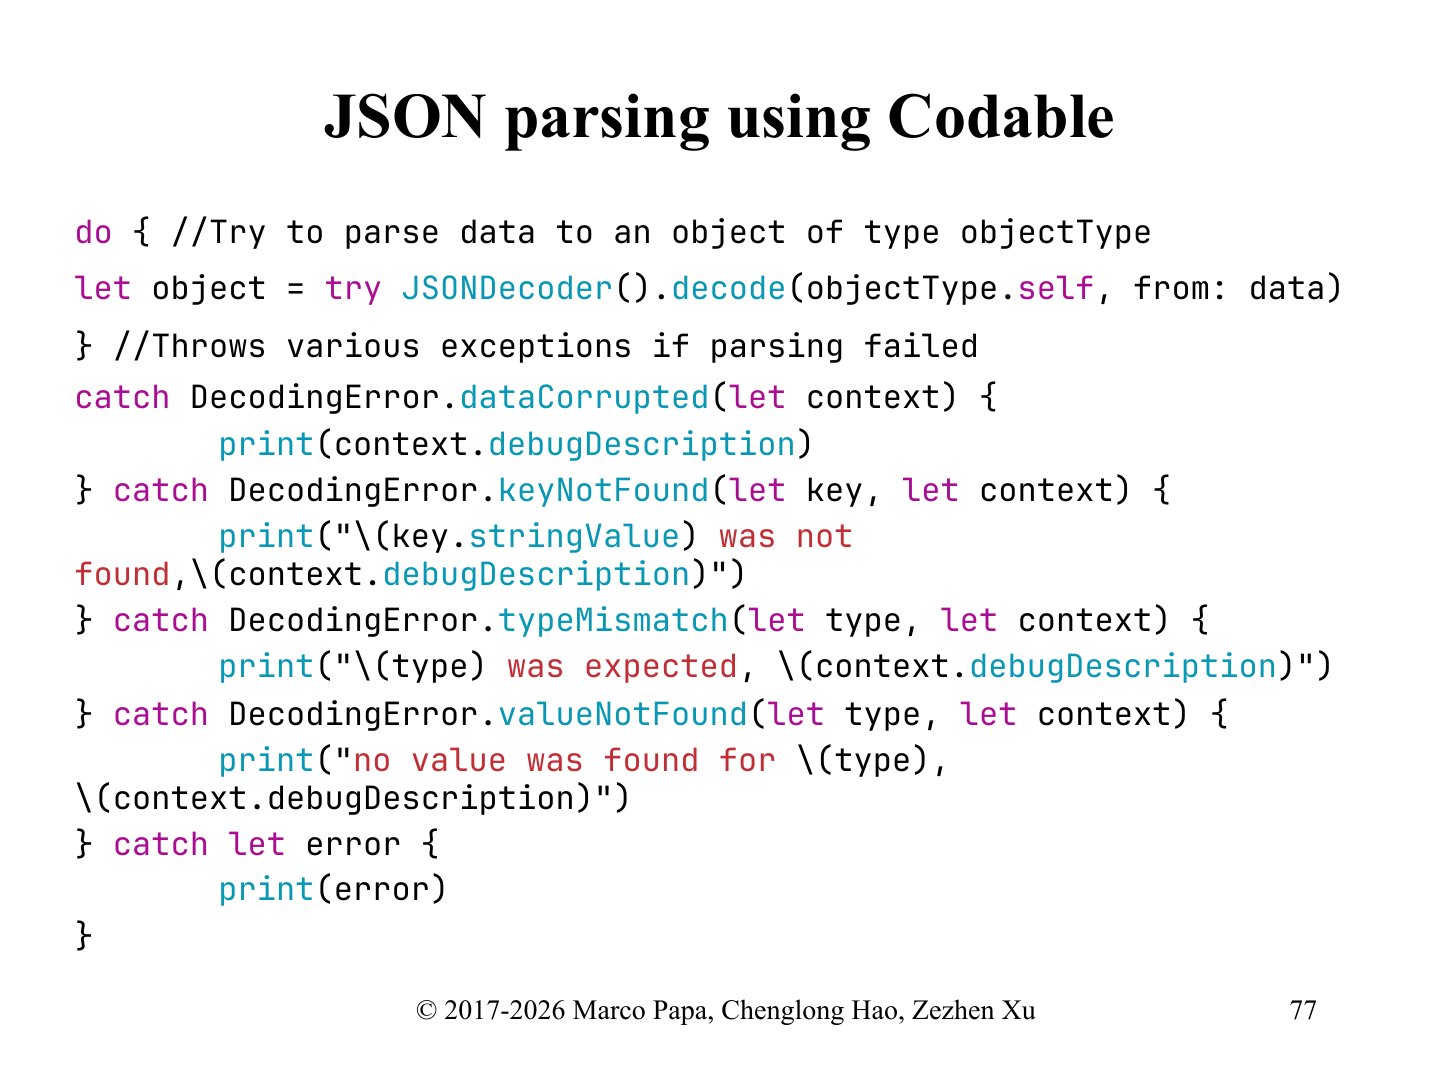 JSON parsing using Codable
do { //Try to parse data to an object of type objectType
let object = try JSONDecoder().decode(objectType.self, from: data)
} //Throws various exceptions if parsing failed
catch DecodingError.dataCorrupted(let context) {
        print(context.debugDescription)
} catch DecodingError.keyNotFound(let key, let context) {
        print("\(key.stringValue) was not
found,\(context.debugDescription)")
} catch DecodingError.typeMismatch(let type, let context) {
        print("\(type) was expected, \(context.debugDescription)")
} catch DecodingError.valueNotFound(let type, let context) {
        print("no value was found for \(type),
\(context.debugDescription)")
} catch let error {
        print(error)
}
© 2017-2026 Marco Papa, Chenglong Hao, Zezhen Xu
77